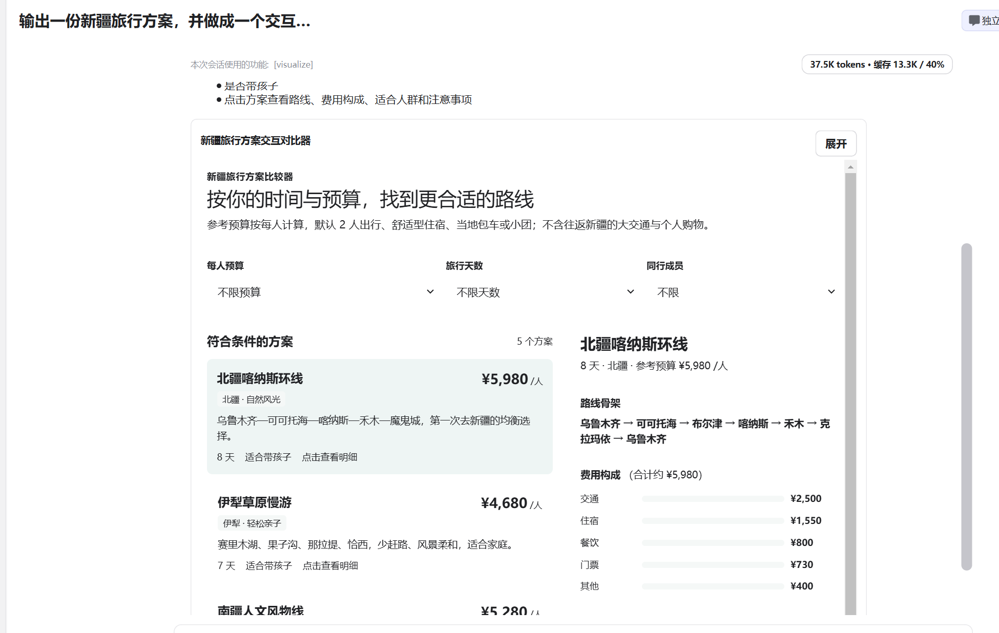 输出一份新疆旅行方案，并做成一个交互...
独立
本次会话使用的功能: [visualize]
37.5K tokens • 缓存 13.3K / 40%
● 是否带孩子
● 点击方案查看路线、费用构成、适合人群和注意事项
新疆旅行方案交互对比器
展开
新疆旅行方案比较器
按你的时间与预算，找到更合适的路线
参考预算按每人计算，默认 2 人出行、舒适型住宿、当地包车或小团；不含往返新疆的大交通与个人购物。
每人预算
旅行天数
同行成员
不限预算
不限天数
不限
符合条件的方案
5 个方案
北疆喀纳斯环线
¥5,980 /人
北疆 · 自然风光
乌鲁木齐—可可托海—喀纳斯—禾木—魔鬼城，第一次去新疆的均衡选
择。
8 天 适合带孩子 点击查看明细
伊犁草原慢游
¥4,680 /人
伊犁 · 轻松亲子
赛里木湖、果子沟、那拉提、恰西，少赶路、风景柔和，适合家庭。
7 天 适合带孩子 点击查看明细
南疆人文风物线
¥5,280 /人
北疆喀纳斯环线
8 天 · 北疆 · 参考预算 ¥5,980 /人
路线骨架
乌鲁木齐 → 可可托海 → 布尔津 → 喀纳斯 → 禾木 → 克
拉玛依 → 乌鲁木齐
费用构成 （合计约 ¥5,980）
交通 ¥2,500
住宿 ¥1,550
餐饮 ¥800
门票 ¥730
其他 ¥400